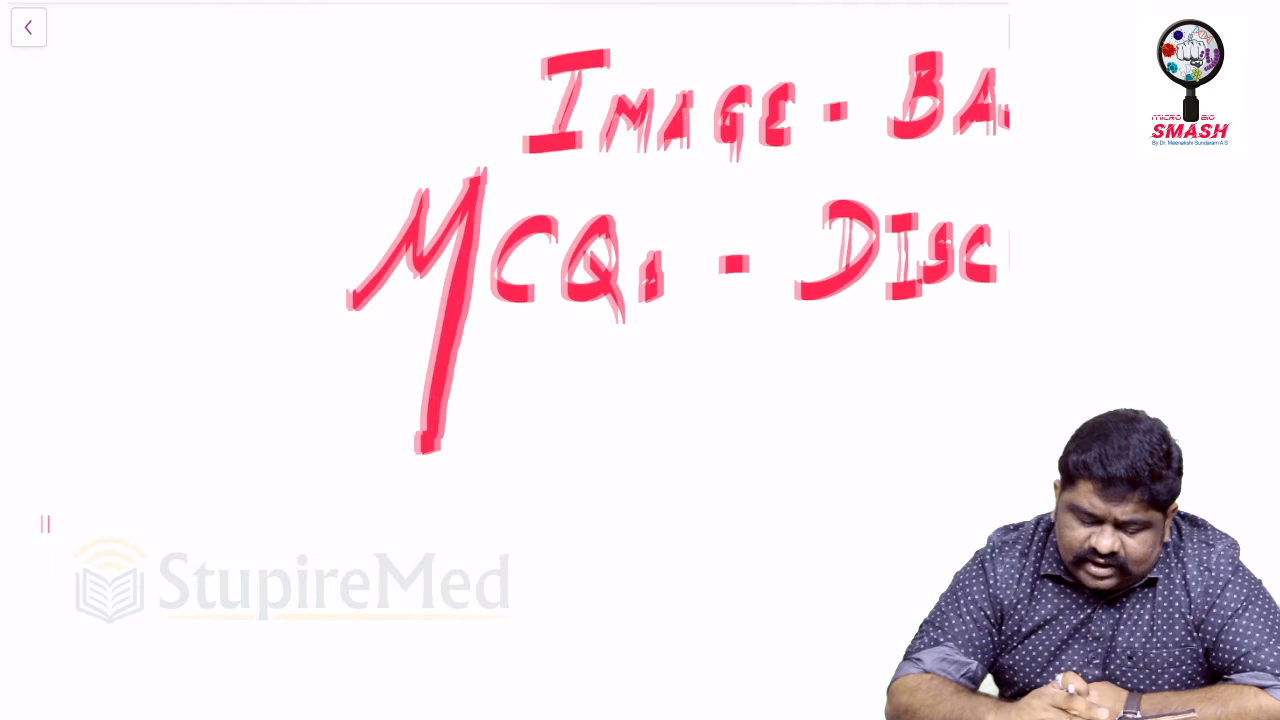 IMAGE - BA
MCQs - DISC
MICRO BIO
SMASH
By Dr. Meenakshi Sundaram A S
StupireMed